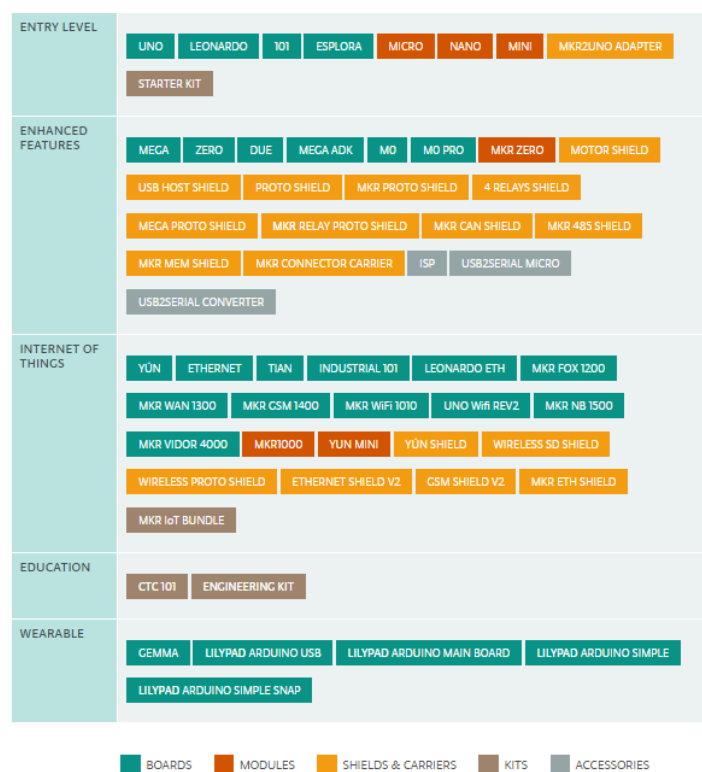 ENTRY LEVEL
UNO LEONARDO 101 ESPLORA MICRO NANO MINI MKR2UNO ADAPTER
STARTER KIT
ENHANCED
FEATURES
MEGA ZERO DUE MEGA ADK M0 M0 PRO MKR ZERO MOTOR SHIELD
USB HOST SHIELD PROTO SHIELD MKR PROTO SHIELD 4 RELAYS SHIELD
MEGA PROTO SHIELD MKR RELAY PROTO SHIELD MKR CAN SHIELD MKR 485 SHIELD
MKR MEM SHIELD MKR CONNECTOR CARRIER ISP USB2SERIAL MICRO
USB2SERIAL CONVERTER
INTERNET OF
THINGS
YÚN ETHERNET TIAN INDUSTRIAL 101 LEONARDO ETH MKR FOX 1200
MKR WAN 1300 MKR GSM 1400 MKR WiFi 1010 UNO Wifi REV2 MKR NB 1500
MKR VIDOR 4000 MKR1000 YUN MINI YÚN SHIELD WIRELESS SD SHIELD
WIRELESS PROTO SHIELD ETHERNET SHIELD V2 GSM SHIELD V2 MKR ETH SHIELD
MKR IoT BUNDLE
EDUCATION
CTC 101 ENGINEERING KIT
WEARABLE
GEMMA LILYPAD ARDUINO USB LILYPAD ARDUINO MAIN BOARD LILYPAD ARDUINO SIMPLE
LILYPAD ARDUINO SIMPLE SNAP
BOARDS MODULES SHIELDS & CARRIERS KITS ACCESSORIES